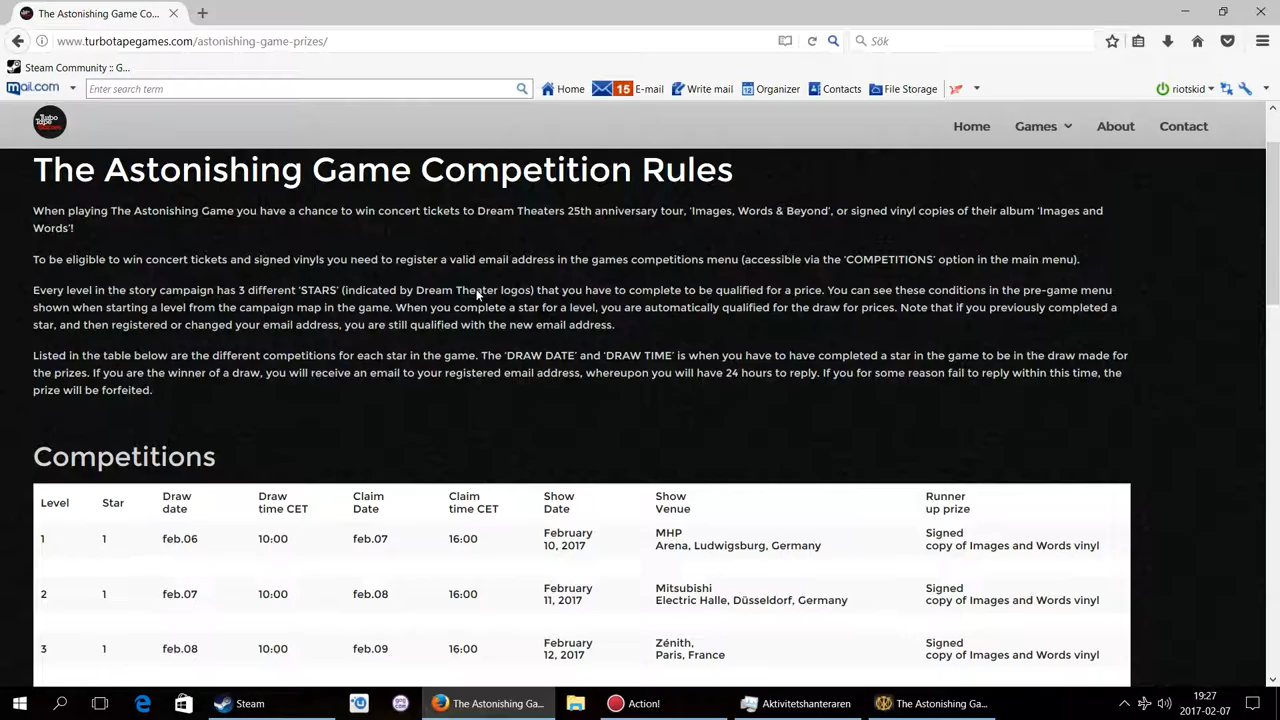 The Astonishing Game Co...
www.turbotapegames.com/astonishing-game-prizes/
Sök
Steam Community :: G...
mail.com
Enter search term
Home
15 E-mail
Write mail
12 Organizer
Contacts
File Storage
riotskid
Turbo
Tape
Games
Home
Games
About
Contact
The Astonishing Game Competition Rules
When playing The Astonishing Game you have a chance to win concert tickets to Dream Theaters 25th anniversary tour, ‘Images, Words & Beyond’, or signed vinyl copies of their album ‘Images and
Words’!
To be eligible to win concert tickets and signed vinyls you need to register a valid email address in the games competitions menu (accessible via the ‘COMPETITIONS’ option in the main menu).
Every level in the story campaign has 3 different ‘STARS’ (indicated by Dream Theater logos) that you have to complete to be qualified for a price. You can see these conditions in the pre-game menu
shown when starting a level from the campaign map in the game. When you complete a star for a level, you are automatically qualified for the draw for prizes. Note that if you previously completed a
star, and then registered or changed your email address, you are still qualified with the new email address.
Listed in the table below are the different competitions for each star in the game. The ‘DRAW DATE’ and ‘DRAW TIME’ is when you have to have completed a star in the game to be in the draw made for
the prizes. If you are the winner of a draw, you will receive an email to your registered email address, whereupon you will have 24 hours to reply. If you for some reason fail to reply within this time, the
prize will be forfeited.
Competitions
Level Star Draw date Draw time CET Claim Date Claim time CET Show Date Show Venue Runner up prize
1 1 feb.06 10:00 feb.07 16:00 February 10, 2017 MHP Arena, Ludwigsburg, Germany Signed copy of Images and Words vinyl
2 1 feb.07 10:00 feb.08 16:00 February 11, 2017 Mitsubishi Electric Halle, Düsseldorf, Germany Signed copy of Images and Words vinyl
3 1 feb.08 10:00 feb.09 16:00 February 12, 2017 Zénith, Paris, France Signed copy of Images and Words vinyl
Steam
The Astonishing Ga...
Action!
Aktivitetshanteraren
The Astonishing Ga...
19:27
2017-02-07